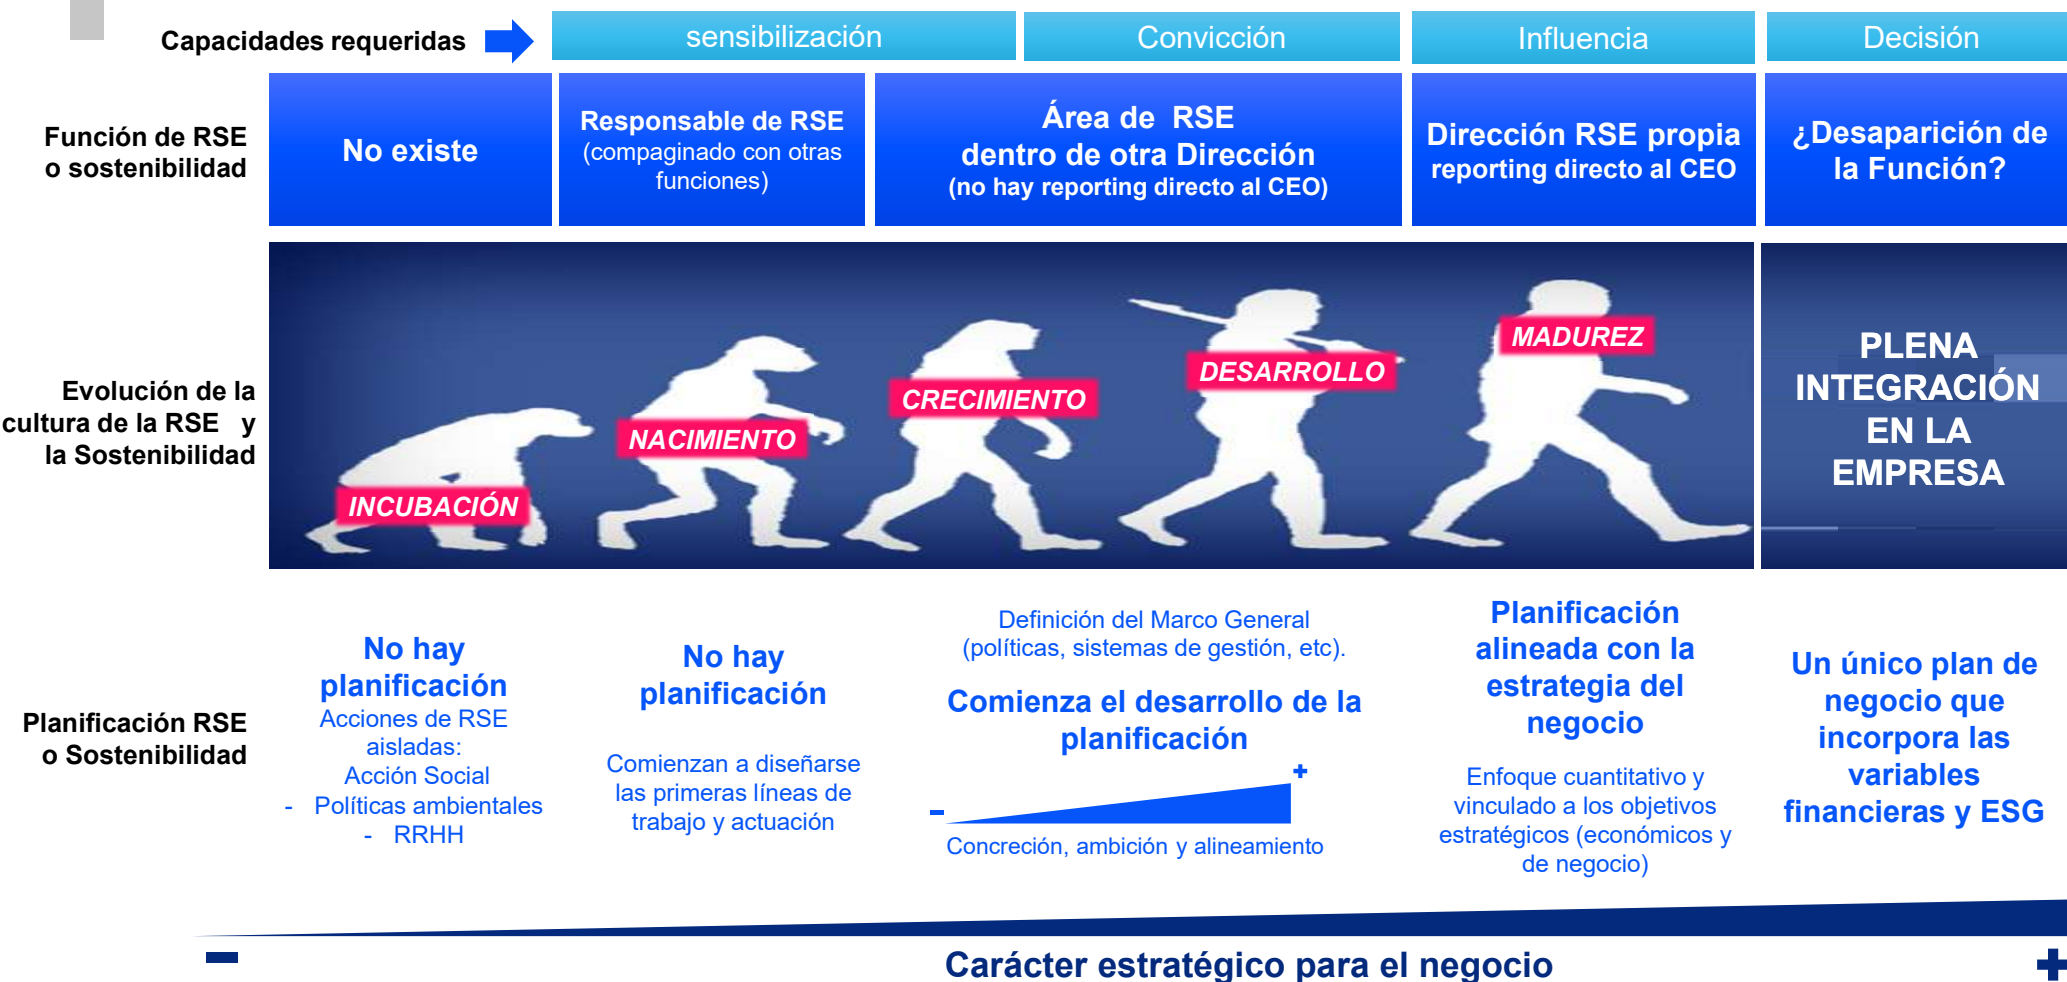 Capacidades requeridas
sensibilización
Convicción
Influencia
Decisión
Función de RSE
o sostenibilidad
No existe
Responsable de RSE
(compaginado con otras
funciones)
Área de RSE
dentro de otra Dirección
(no hay reporting directo al CEO)
Dirección RSE propia
reporting directo al CEO
¿Desaparición de
la Función?
Evolución de la
cultura de la RSE y
la Sostenibilidad
INCUBACIÓN
NACIMIENTO
CRECIMIENTO
DESARROLLO
MADUREZ
PLENA
INTEGRACIÓN
EN LA
EMPRESA
Planificación RSE
o Sostenibilidad
No hay
planificación
Acciones de RSE
aisladas:
Acción Social
- Políticas ambientales
- RRHH
No hay
planificación
Comienzan a diseñarse
las primeras líneas de
trabajo y actuación
Definición del Marco General
(políticas, sistemas de gestión, etc).
Comienza el desarrollo de la
planificación
- +
Concreción, ambición y alineamiento
Planificación
alineada con la
estrategia del
negocio
Enfoque cuantitativo y
vinculado a los objetivos
estratégicos (económicos y
de negocio)
Un único plan de
negocio que
incorpora las
variables
financieras y ESG
- Carácter estratégico para el negocio +